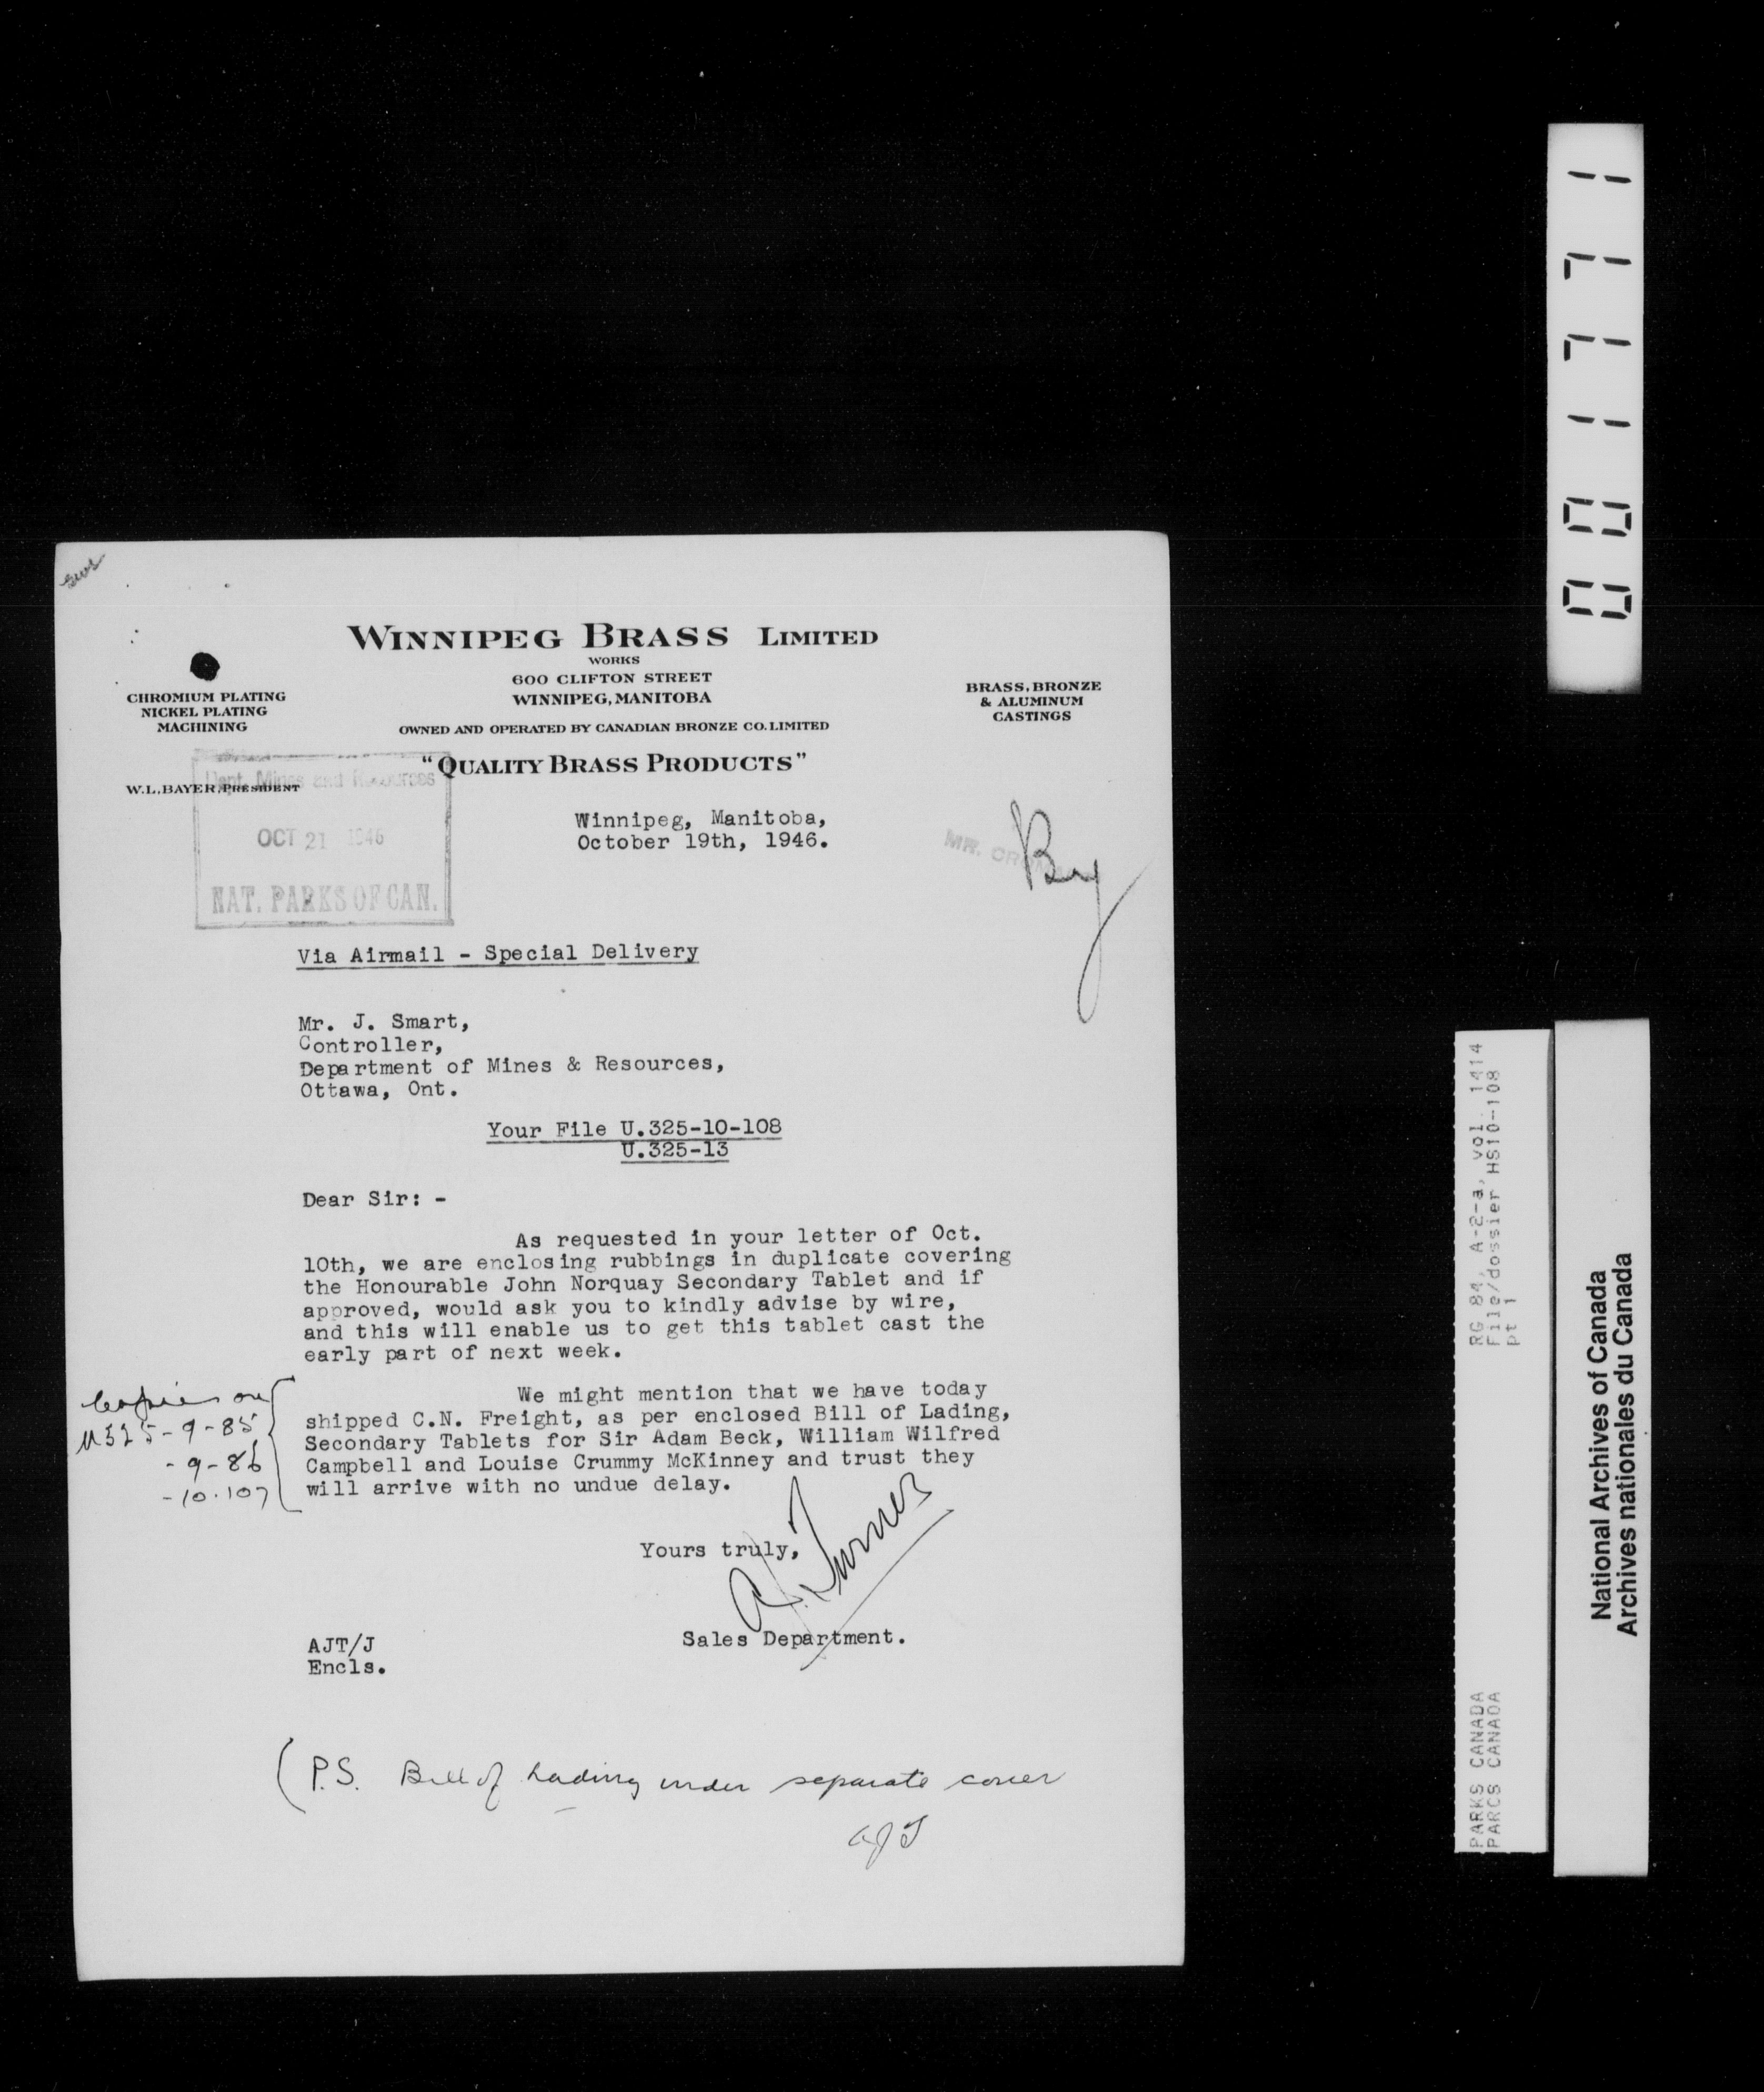 WINNIPEG BRASS LIMITED
WORKS
600 CLIFTON STREET
WINNIPEG, MANITOBA
OWNED AND OPERATED BY CANADIAN BRONZE CO. LIMITED
"QUALITY BRASS PRODUCTS"
CHROMIUM PLATING
NICKEL PLATING
MACHINING
BRASS, BRONZE
& ALUMINUM
CASTINGS
W.L. BAYER, PRESIDENT
Dept. Mines and Resources
OCT 21 1946
NAT. PARKS OF CAN.
Winnipeg, Manitoba,
October 19th, 1946.
MR.
Via Airmail - Special Delivery
Mr. J. Smart,
Controller,
Department of Mines & Resources,
Ottawa, Ont.
Your File U.325-10-108
U.325-13
Dear Sir: -
As requested in your letter of Oct.
10th, we are enclosing rubbings in duplicate covering
the Honourable John Norquay Secondary Tablet and if
approved, would ask you to kindly advise by wire,
and this will enable us to get this tablet cast the
early part of next week.
We might mention that we have today
shipped C.N. Freight, as per enclosed Bill of Lading,
Secondary Tablets for Sir Adam Beck, William Wilfred
Campbell and Louise Crummy McKinney and trust they
will arrive with no undue delay.
Copies on
U325-9-85
-9-86
-10-107
Yours truly,
A.J. Turner
Sales Department.
AJT/J
Encls.
(P.S. Bill of Lading under separate cover
AJT
001771
RG 84, A-2-a, vol. 1414
File/dossier HS10-108
pt 1
PARKS CANADA
PARCS CANADA
National Archives of Canada
Archives nationales du Canada